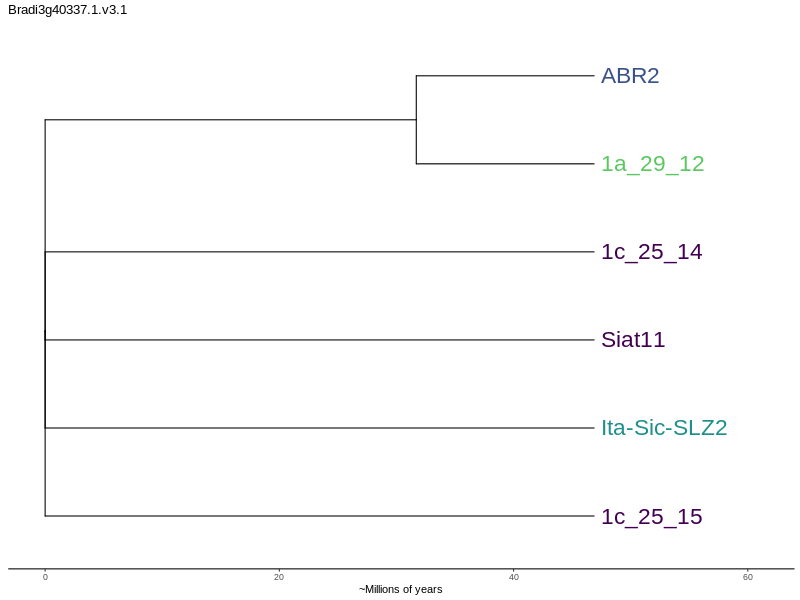 Bradi3g40337.1.v3.1
ABR2
1a_29_12
1c_25_14
Siat11
Ita-Sic-SLZ2
1c_25_15
0 20 40 60
~Millions of years